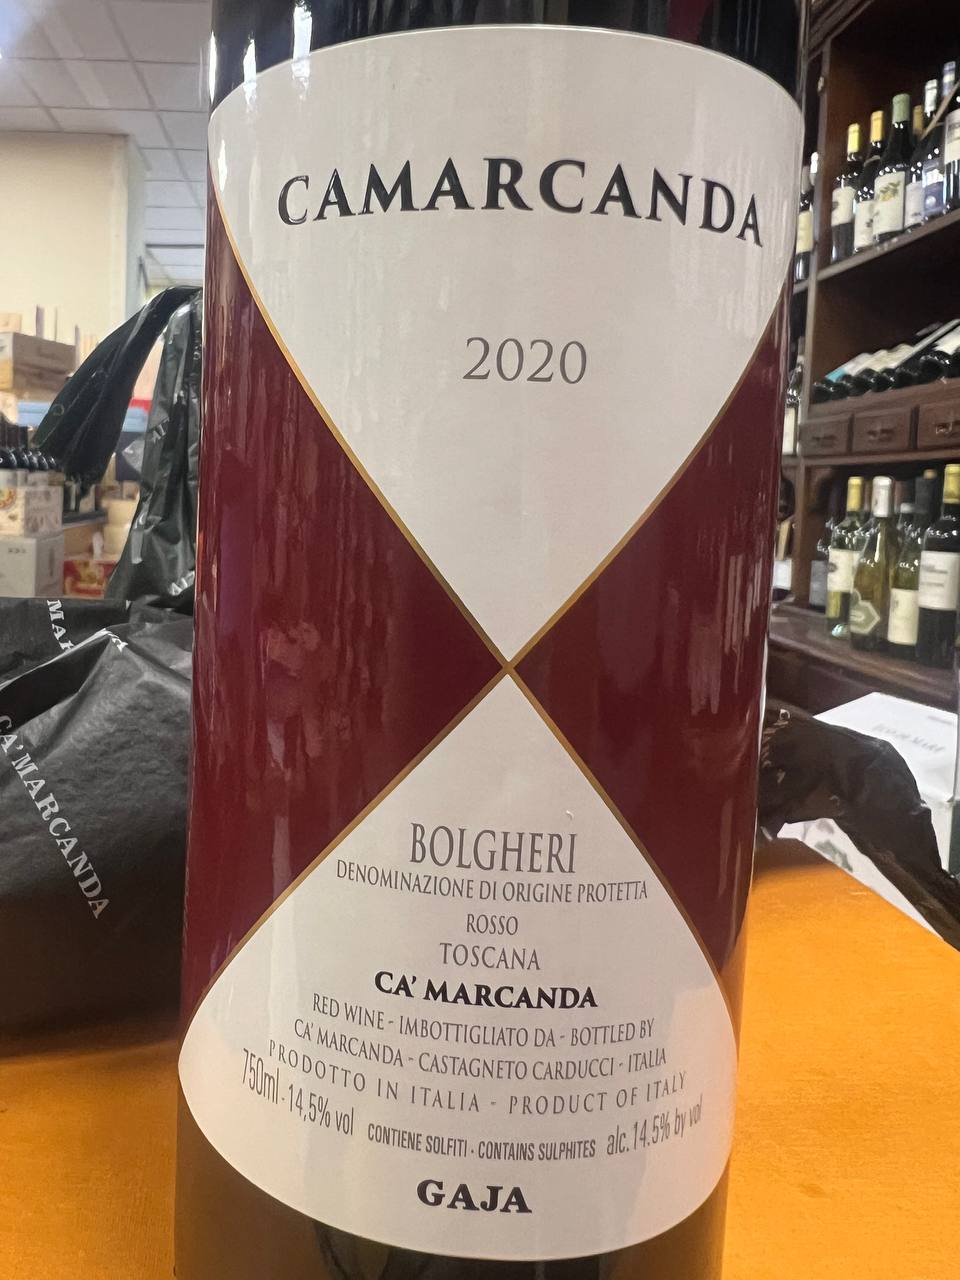 CAMARCANDA
2020
BOLGHERI
DENOMINAZIONE DI ORIGINE PROTETTA
ROSSO
TOSCANA
CA' MARCANDA
RED WINE - IMBOTTIGLIATO DA - BOTTLED BY
CA' MARCANDA - CASTAGNETO CARDUCCI - ITALIA
PRODOTTO IN ITALIA - PRODUCT OF ITALY
750ml - 14,5% vol CONTIENE SOLFITI · CONTAINS SULPHITES alc. 14.5% by vol
GAJA
CA'MARCANDA